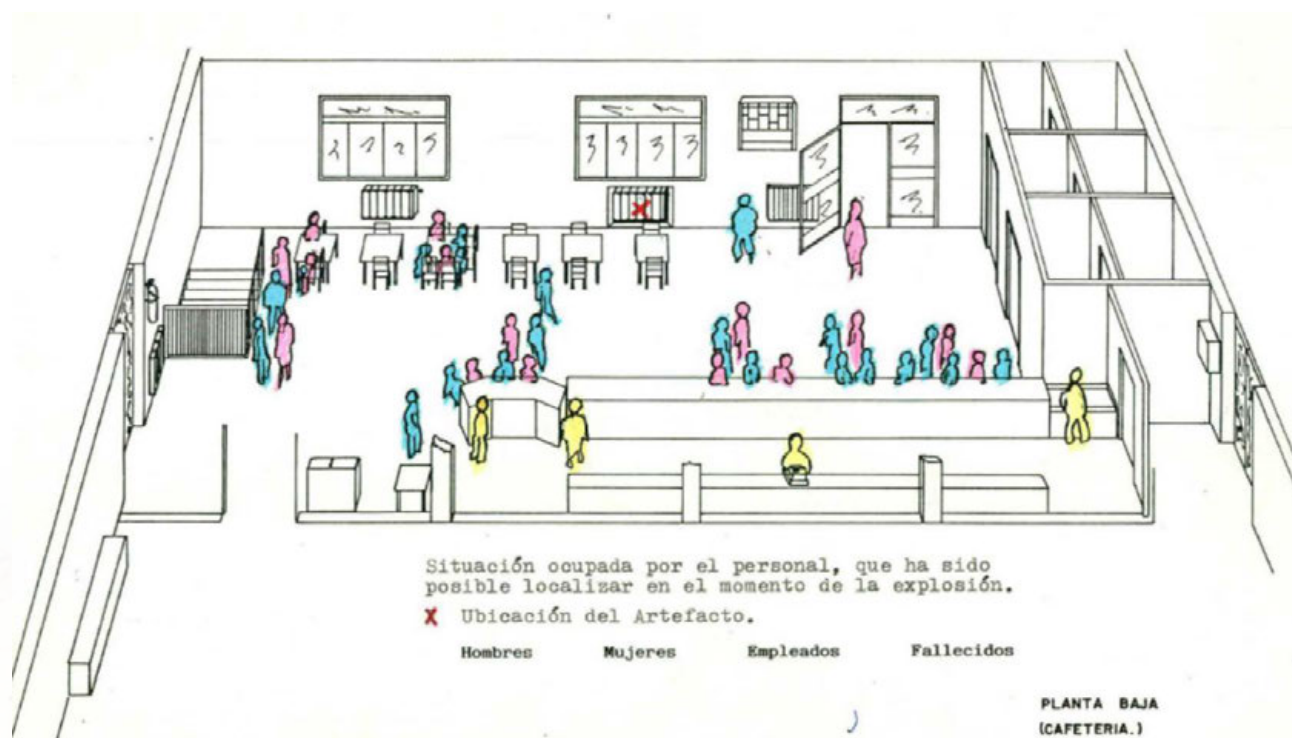 Situación ocupada por el personal, que ha sido
posible localizar en el momento de la explosión.
X Ubicación del Artefacto.
Hombres Mujeres Empleados Fallecidos
PLANTA BAJA
(CAFETERIA.)